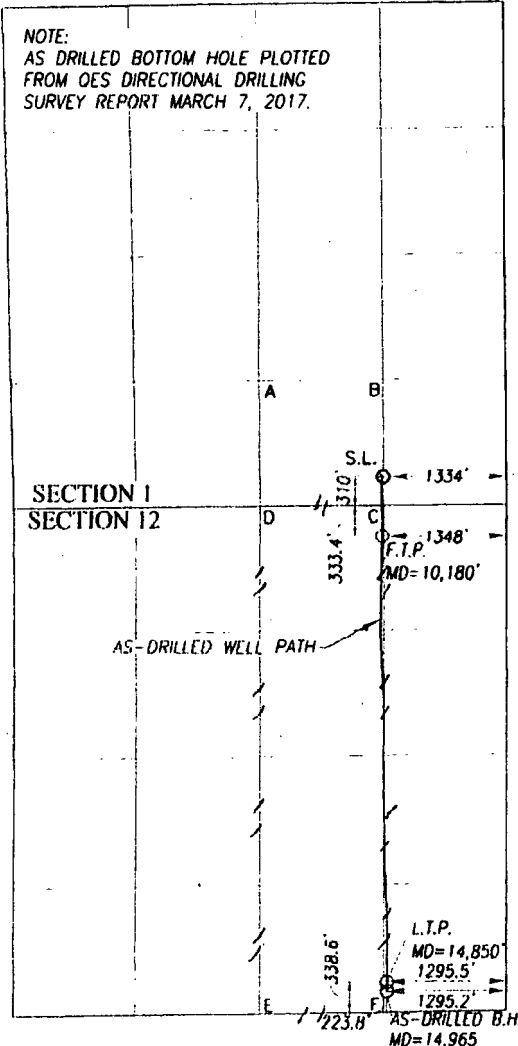 NOTE:
AS DRILLED BOTTOM HOLE PLOTTED
FROM OES DIRECTIONAL DRILLING
SURVEY REPORT MARCH 7, 2017.
A
B
S.L.
1334'
310'
SECTION 1
SECTION 12
D
C
1348'
333.4'
F.T.P.
MD=10,180'
AS-DRILLED WELL PATH
L.T.P.
MD=14,850'
338.6'
1295.5'
1295.2'
E
223.8'
F
AS-DRILLED B.H
MD=14,965